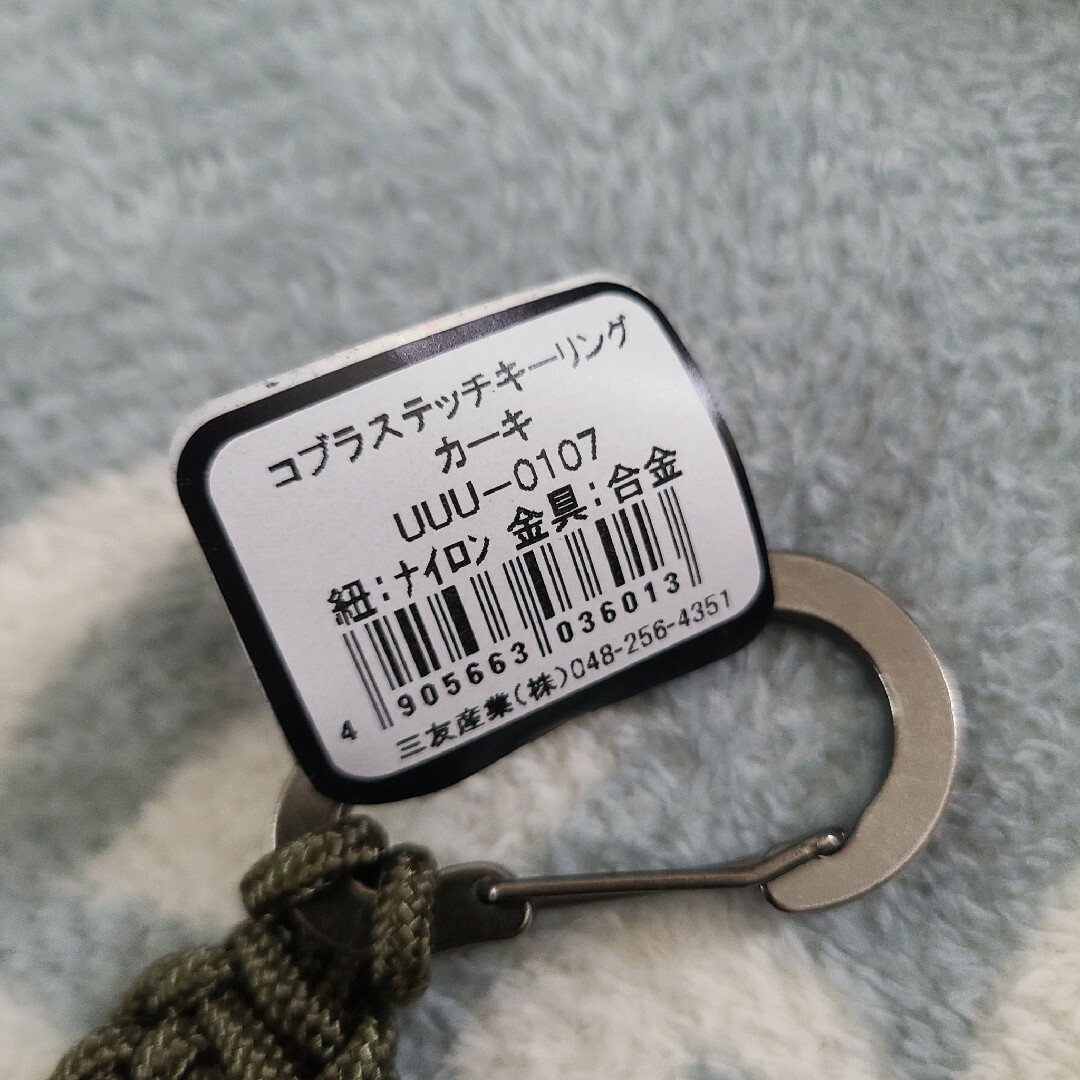 コブラステッチキーリング
カーキ
UUU-0107
紐:ナイロン 金具:合金
4 905663 036013
三友産業(株)048-256-4351